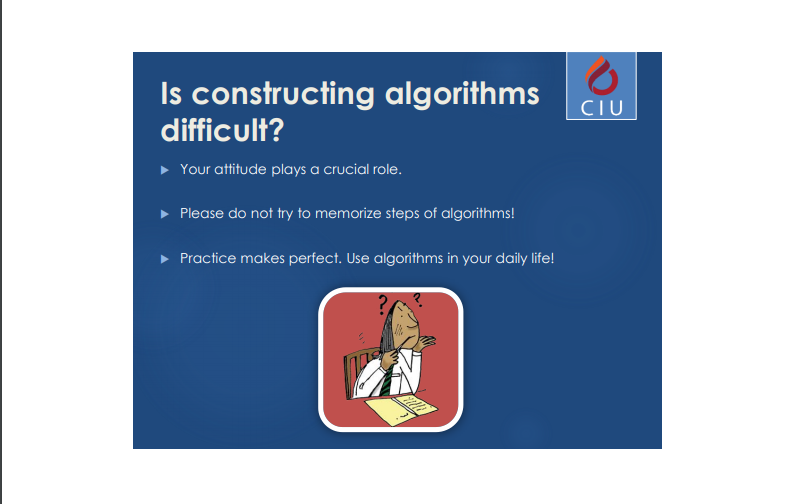 Is constructing algorithms
difficult?
CIU
Your attitude plays a crucial role.
Please do not try to memorize steps of algorithms!
Practice makes perfect. Use algorithms in your daily life!
? ?